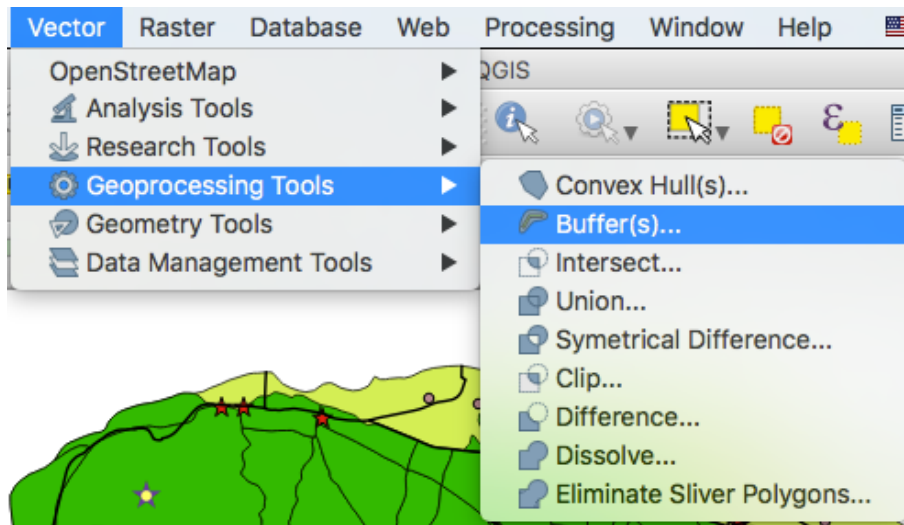 Vector Raster Database Web Processing Window Help
OpenStreetMap
QGIS
Analysis Tools
Research Tools
Geoprocessing Tools
Geometry Tools
Data Management Tools
Convex Hull(s)...
Buffer(s)...
Intersect...
Union...
Symetrical Difference...
Clip...
Difference...
Dissolve...
Eliminate Sliver Polygons...